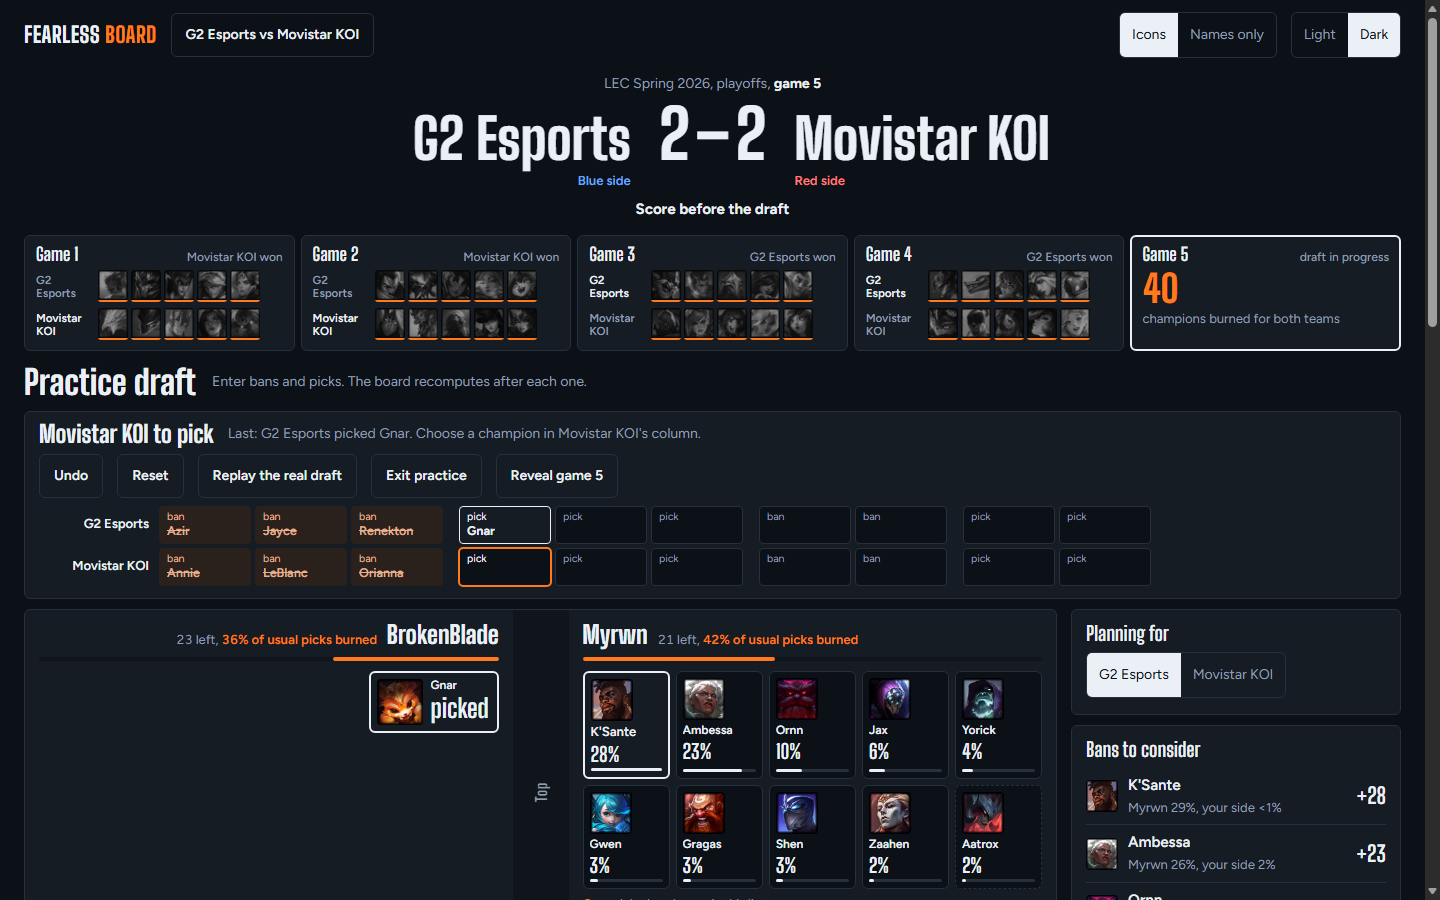 FEARLESS BOARD
G2 Esports vs Movistar KOI
Icons
Names only
Light
Dark
LEC Spring 2026, playoffs, game 5
G2 Esports 2–2 Movistar KOI
Blue side
Red side
Score before the draft
Game 1
Movistar KOI won
G2 Esports
Movistar KOI
Game 2
Movistar KOI won
G2 Esports
Movistar KOI
Game 3
G2 Esports won
G2 Esports
Movistar KOI
Game 4
G2 Esports won
G2 Esports
Movistar KOI
Game 5
draft in progress
40
champions burned for both teams
Practice draft
Enter bans and picks. The board recomputes after each one.
Movistar KOI to pick
Last: G2 Esports picked Gnar. Choose a champion in Movistar KOI's column.
Undo
Reset
Replay the real draft
Exit practice
Reveal game 5
G2 Esports
ban
Azir
ban
Jayce
ban
Renekton
pick
Gnar
pick
pick
ban
ban
pick
pick
Movistar KOI
ban
Annie
ban
LeBlanc
ban
Orianna
pick
pick
pick
ban
ban
pick
pick
23 left, 36% of usual picks burned
BrokenBlade
Gnar
picked
Top
Myrwn
21 left, 42% of usual picks burned
K'Sante
28%
Ambessa
23%
Ornn
10%
Jax
6%
Yorick
4%
Gwen
3%
Gragas
3%
Shen
3%
Zaahen
2%
Aatrox
2%
Planning for
G2 Esports
Movistar KOI
Bans to consider
K'Sante
Myrwn 29%, your side <1%
+28
Ambessa
Myrwn 26%, your side 2%
+23
Ornn